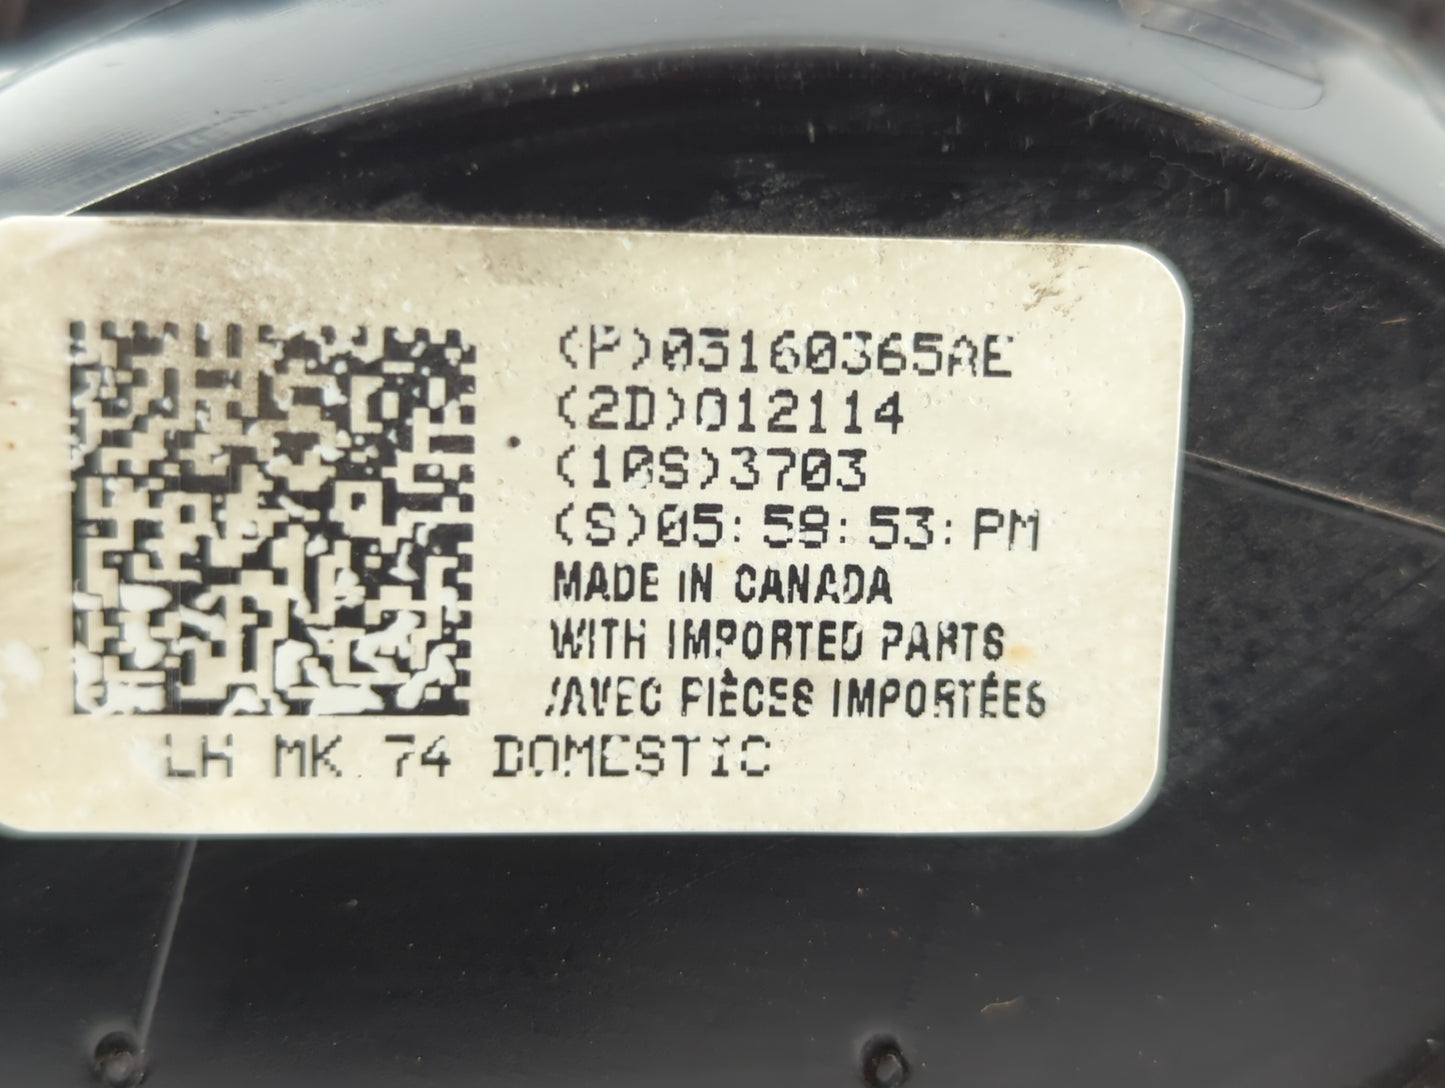 (P)05160365AE
(2D)012114
(10S)3703
(S)05:58:53:PM
MADE IN CANADA
WITH IMPORTED PARTS
/AVEC PIÈCES IMPORTÉES
LH MK 74 DOMESTIC